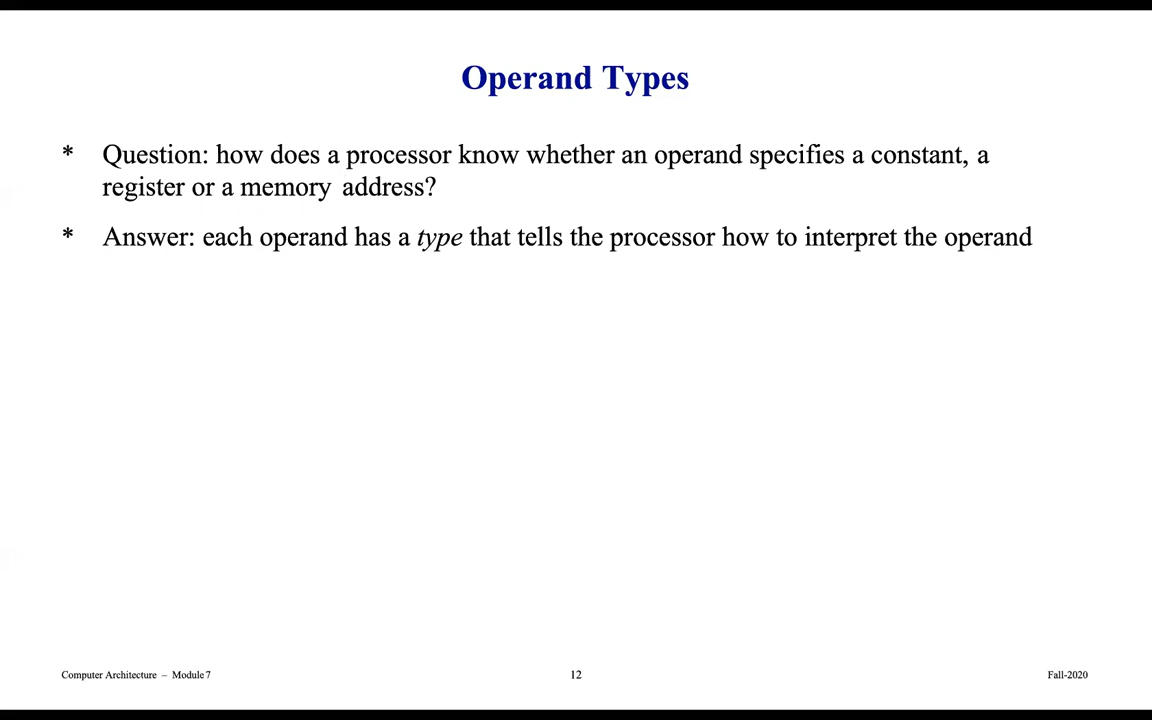 Operand Types
* Question: how does a processor know whether an operand specifies a constant, a
register or a memory address?
* Answer: each operand has a type that tells the processor how to interpret the operand
Computer Architecture – Module 7 12 Fall-2020